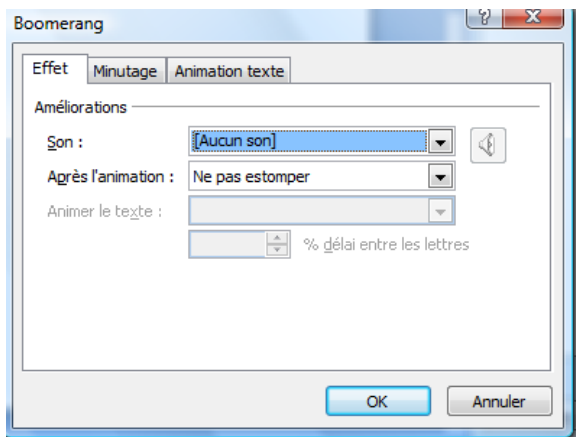 Boomerang
Effet Minutage Animation texte
Améliorations
Son : [Aucun son]
Après l'animation : Ne pas estomper
Animer le texte :
% délai entre les lettres
OK Annuler